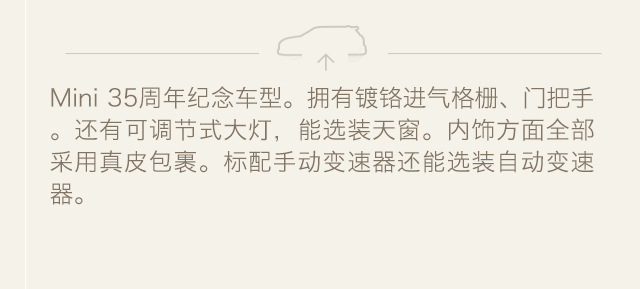 Mini 35周年纪念车型。拥有镀铬进气格栅、门把手
。还有可调节式大灯，能选装天窗。内饰方面全部
采用真皮包裹。标配手动变速器还能选装自动变速
器。